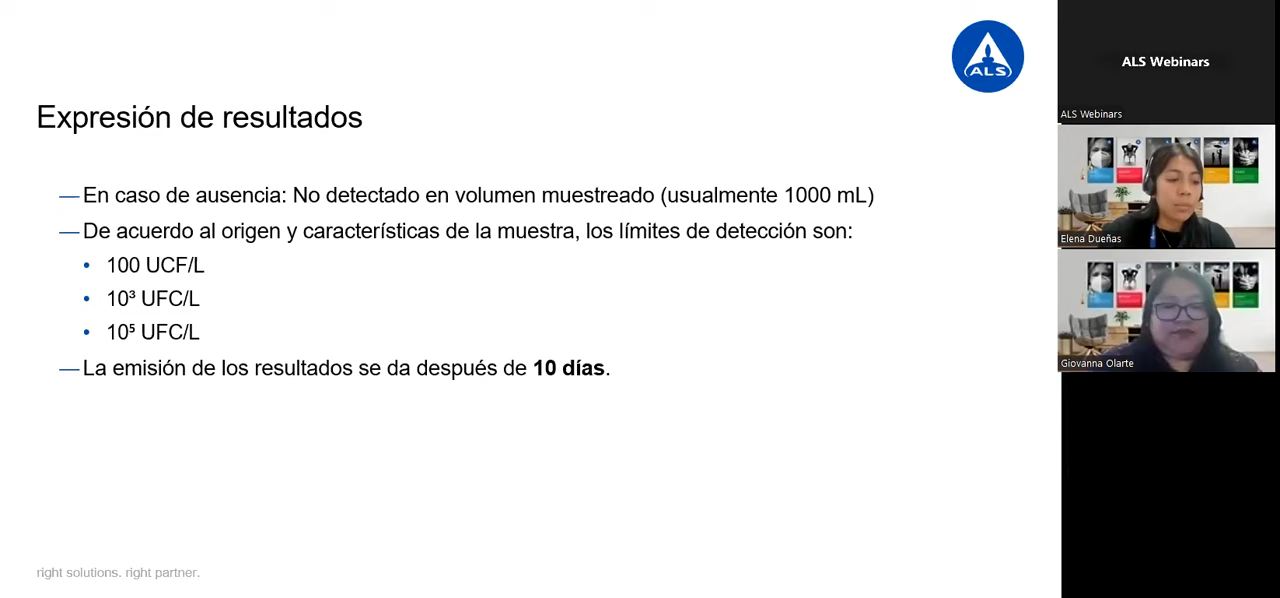 ALS
Expresión de resultados
— En caso de ausencia: No detectado en volumen muestreado (usualmente 1000 mL)
— De acuerdo al origen y características de la muestra, los límites de detección son:
• 100 UCF/L
• 10³ UFC/L
• 10⁵ UFC/L
— La emisión de los resultados se da después de 10 días.
right solutions. right partner.
ALS Webinars
ALS Webinars
Elena Dueñas
Giovanna Olarte